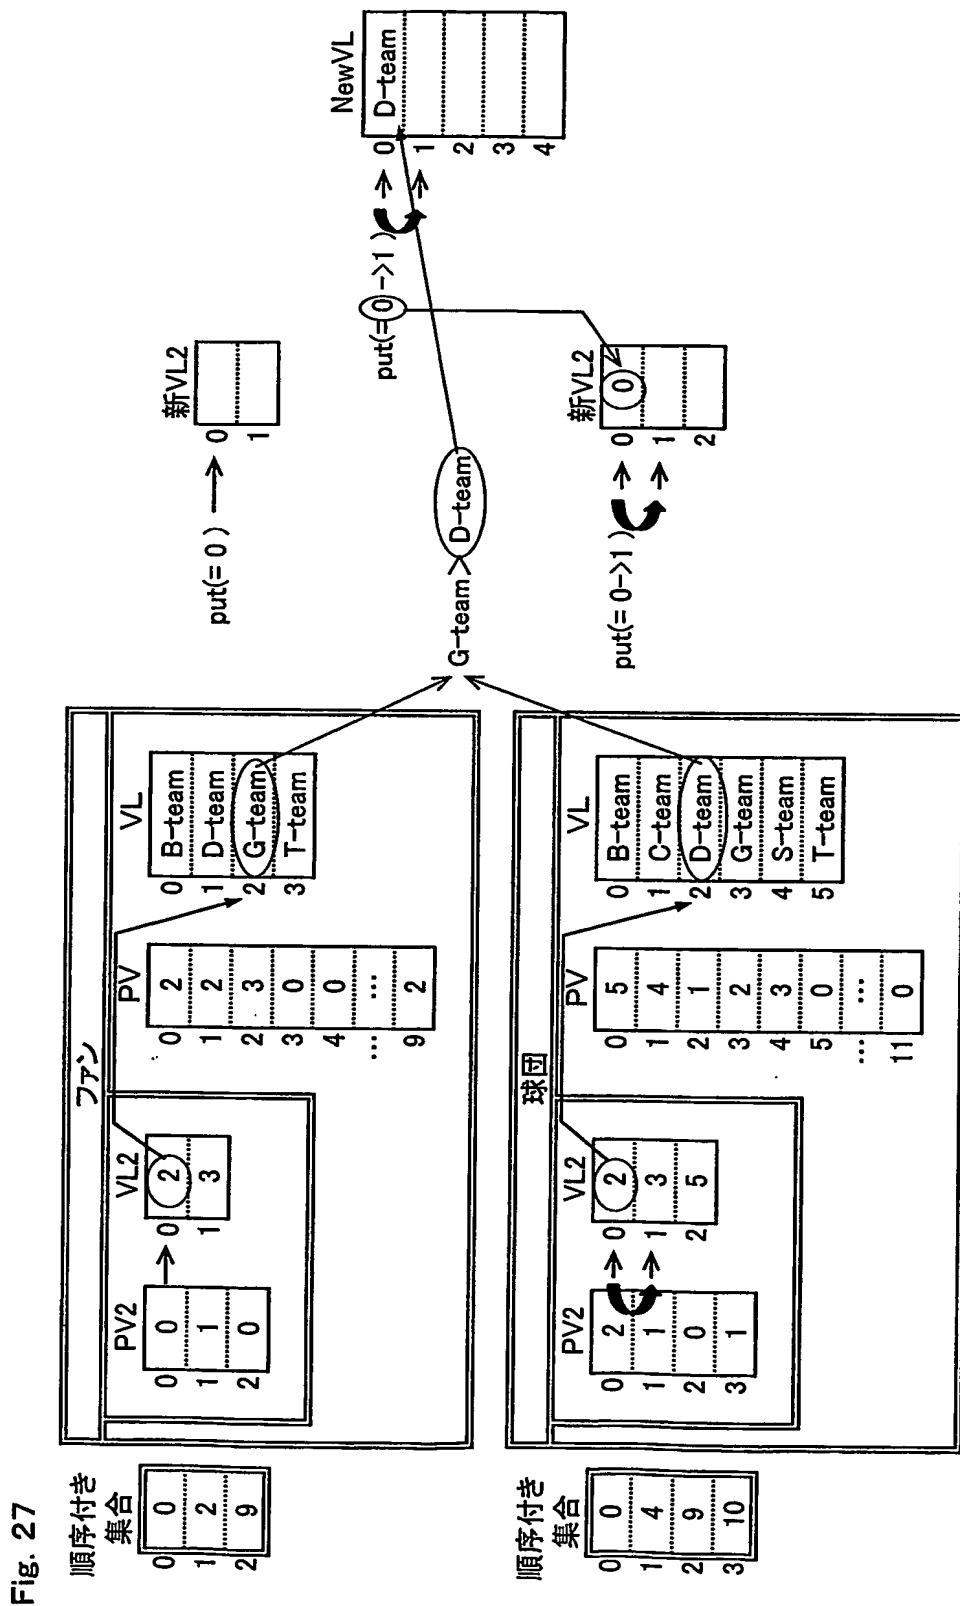 Fig. 27
順序付き
集合
0 0
1 2
2 9
ファン
PV2
0 0
1 1
2 0
VL2
0 2
1 3
PV
0 2
1 2
2 3
3 0
4 0
... ...
9 2
VL
0 B-team
1 D-team
2 G-team
3 T-team
put(= 0)
新VL2
0
1
G-team>D-team
put(= 0->1)
NewVL
0 D-team
1
2
3
4
順序付き
集合
0 0
1 4
2 9
3 10
球団
PV2
0 2
1 1
2 0
3 1
VL2
0 2
1 3
2 5
PV
0 5
1 4
2 1
3 2
4 3
5 0
... ...
11 0
VL
0 B-team
1 C-team
2 D-team
3 G-team
4 S-team
5 T-team
put(= 0->1)
新VL2
0 0
1
2